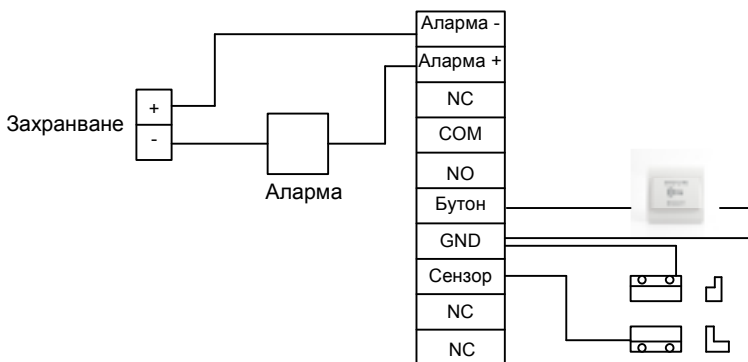 Аларма -
Аларма +
NC
COM
NO
Бутон
GND
Сензор
NC
NC
Захранване
+
-
Аларма